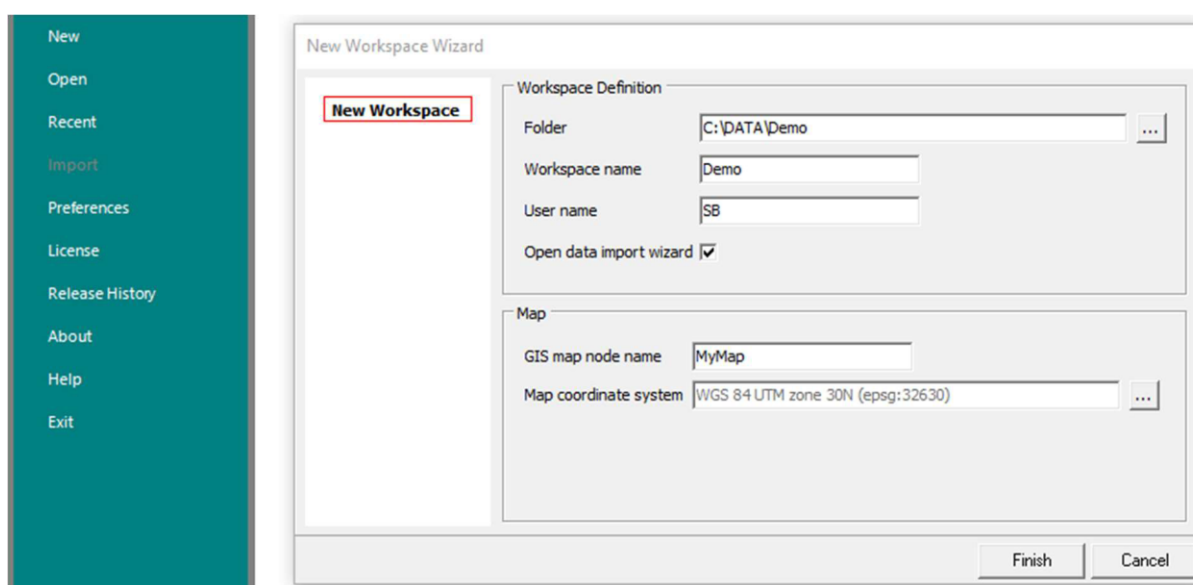 New
Open
Recent
Import
Preferences
License
Release History
About
Help
Exit
New Workspace Wizard
New Workspace
Workspace Definition
Folder C:\DATA\Demo ...
Workspace name Demo
User name SB
Open data import wizard
Map
GIS map node name MyMap
Map coordinate system WGS 84 UTM zone 30N (epsg:32630) ...
Finish Cancel